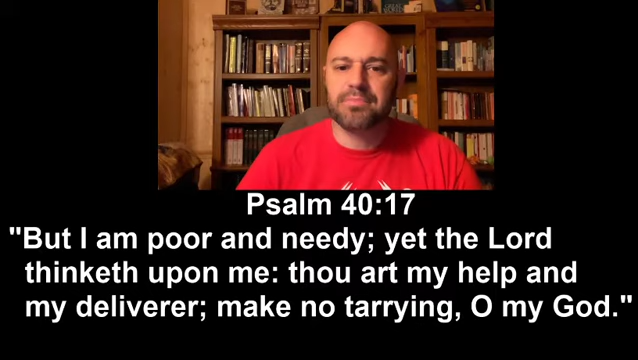 Psalm 40:17
"But I am poor and needy; yet the Lord
thinketh upon me: thou art my help and
my deliverer; make no tarrying, O my God."